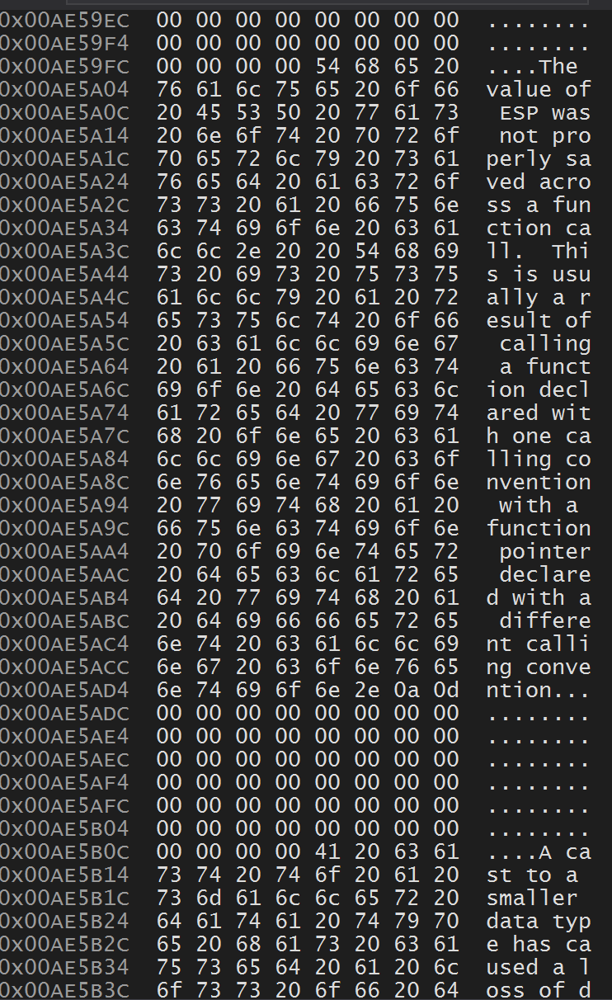 0x00AE59EC 00 00 00 00 00 00 00 00 ........
0x00AE59F4 00 00 00 00 00 00 00 00 ........
0x00AE59FC 00 00 00 00 54 68 65 20 ....The
0x00AE5A04 76 61 6c 75 65 20 6f 66 value of
0x00AE5A0C 20 45 53 50 20 77 61 73 ESP was
0x00AE5A14 20 6e 6f 74 20 70 72 6f not pro
0x00AE5A1C 70 65 72 6c 79 20 73 61 perly sa
0x00AE5A24 76 65 64 20 61 63 72 6f ved acro
0x00AE5A2C 73 73 20 61 20 66 75 6e ss a fun
0x00AE5A34 63 74 69 6f 6e 20 63 61 ction ca
0x00AE5A3C 6c 6c 2e 20 20 54 68 69 ll.  Thi
0x00AE5A44 73 20 69 73 20 75 73 75 s is usu
0x00AE5A4C 61 6c 6c 79 20 61 20 72 ally a r
0x00AE5A54 65 73 75 6c 74 20 6f 66 esult of
0x00AE5A5C 20 63 61 6c 6c 69 6e 67 calling
0x00AE5A64 20 61 20 66 75 6e 63 74 a funct
0x00AE5A6C 69 6f 6e 20 64 65 63 6c ion decl
0x00AE5A74 61 72 65 64 20 77 69 74 ared wit
0x00AE5A7C 68 20 6f 6e 65 20 63 61 h one ca
0x00AE5A84 6c 6c 69 6e 67 20 63 6f lling co
0x00AE5A8C 6e 76 65 6e 74 69 6f 6e nvention
0x00AE5A94 20 77 69 74 68 20 61 20 with a
0x00AE5A9C 66 75 6e 63 74 69 6f 6e function
0x00AE5AA4 20 70 6f 69 6e 74 65 72 pointer
0x00AE5AAC 20 64 65 63 6c 61 72 65 declare
0x00AE5AB4 64 20 77 69 74 68 20 61 d with a
0x00AE5ABC 20 64 69 66 66 65 72 65 differe
0x00AE5AC4 6e 74 20 63 61 6c 6c 69 nt calli
0x00AE5ACC 6e 67 20 63 6f 6e 76 65 ng conve
0x00AE5AD4 6e 74 69 6f 6e 2e 0a 0d ntion...
0x00AE5ADC 00 00 00 00 00 00 00 00 ........
0x00AE5AE4 00 00 00 00 00 00 00 00 ........
0x00AE5AEC 00 00 00 00 00 00 00 00 ........
0x00AE5AF4 00 00 00 00 00 00 00 00 ........
0x00AE5AFC 00 00 00 00 00 00 00 00 ........
0x00AE5B04 00 00 00 00 00 00 00 00 ........
0x00AE5B0C 00 00 00 00 41 20 63 61 ....A ca
0x00AE5B14 73 74 20 74 6f 20 61 20 st to a
0x00AE5B1C 73 6d 61 6c 6c 65 72 20 smaller
0x00AE5B24 64 61 74 61 20 74 79 70 data typ
0x00AE5B2C 65 20 68 61 73 20 63 61 e has ca
0x00AE5B34 75 73 65 64 20 61 20 6c used a l
0x00AE5B3C 6f 73 73 20 6f 66 20 64 oss of d